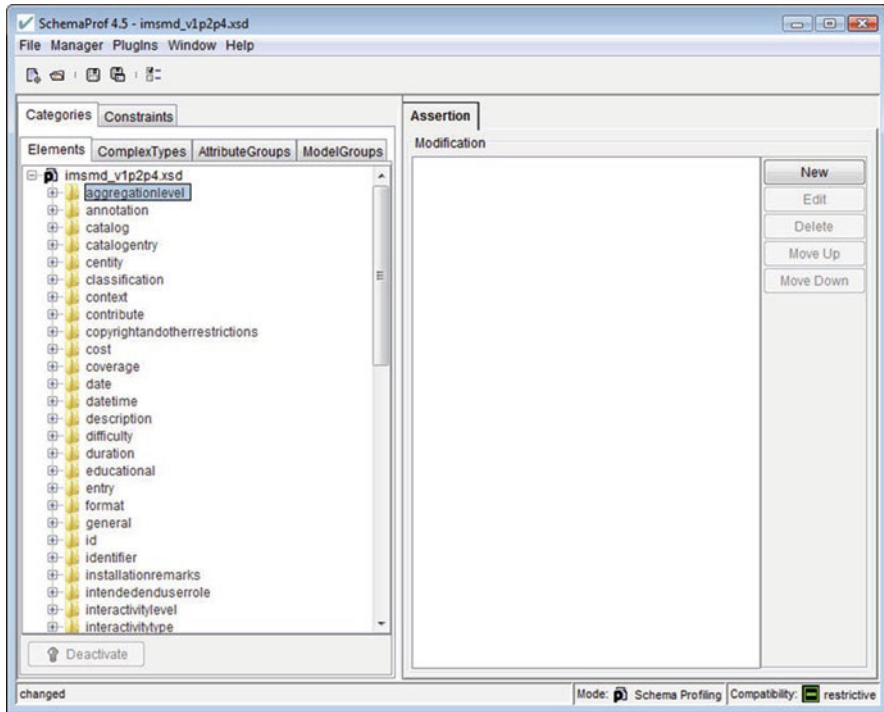 SchemaProf 4.5 - imsmd_v1p2p4.xsd
File Manager PlugIns Window Help
Categories Constraints
Elements ComplexTypes AttributeGroups ModelGroups
imsmd_v1p2p4.xsd
aggregationlevel
annotation
catalog
catalogentry
centity
classification
context
contribute
copyrightandotherrestrictions
cost
coverage
date
datetime
description
difficulty
duration
educational
entry
format
general
id
identifier
installationremarks
intendedenduserrole
interactivitylevel
interactivitytype
Deactivate
Assertion
Modification
New
Edit
Delete
Move Up
Move Down
changed
Mode: Schema Profiling Compatibility: restrictive